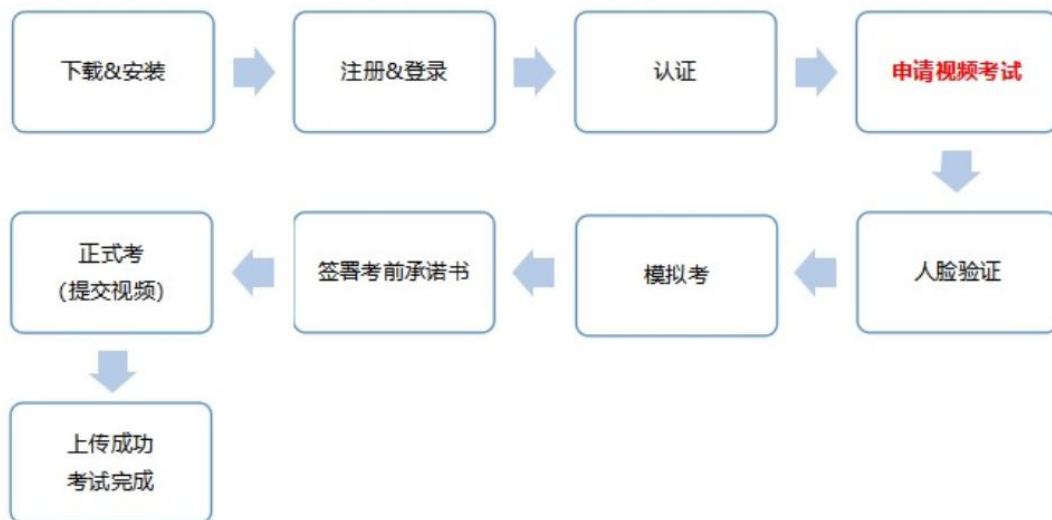 下载&安装
注册&登录
认证
申请视频考试
人脸验证
模拟考
签署考前承诺书
正式考
(提交视频)
上传成功
考试完成